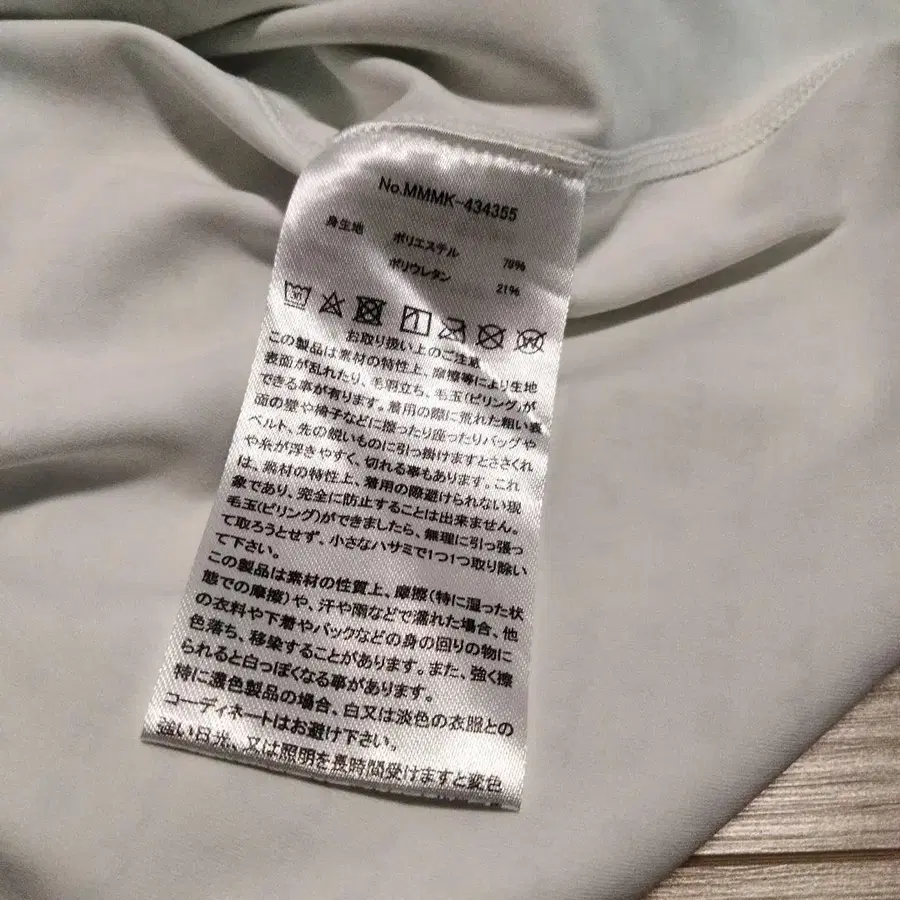 No.MMMK-434355
身生地 ポリエステル 79%
ポリウレタン 21%
お取り扱い上のご注意
この製品は素材の特性上、摩擦等により生地
表面が乱れたり、毛羽立ち、毛玉(ピリング)が
できる事が有ります。着用の際に荒れた粗い表
面の壁や椅子などに擦ったり座ったりバッグや
ベルト、先の鋭いものに引っ掛けますとささくれ
や糸が浮きやすく、切れる事もあります。これ
は、素材の特性上、着用の際避けられない現
象であり、完全に防止することは出来ません。
毛玉(ピリング)ができましたら、無理に引っ張っ
て取ろうとせず、小さなハサミで1つ1つ取り除い
て下さい。
この製品は素材の性質上、摩擦(特に湿った状
態での摩擦)や、汗や雨などで濡れた場合、他
の衣料や下着やバックなどの身の回りの物に
色落ち、移染することがあります。また、強く擦
られると白っぽくなる事があります。
特に濃色製品の場合、白又は淡色の衣服との
コーディネートはお避け下さい。
強い日光、又は照明を長時間受けますと変色